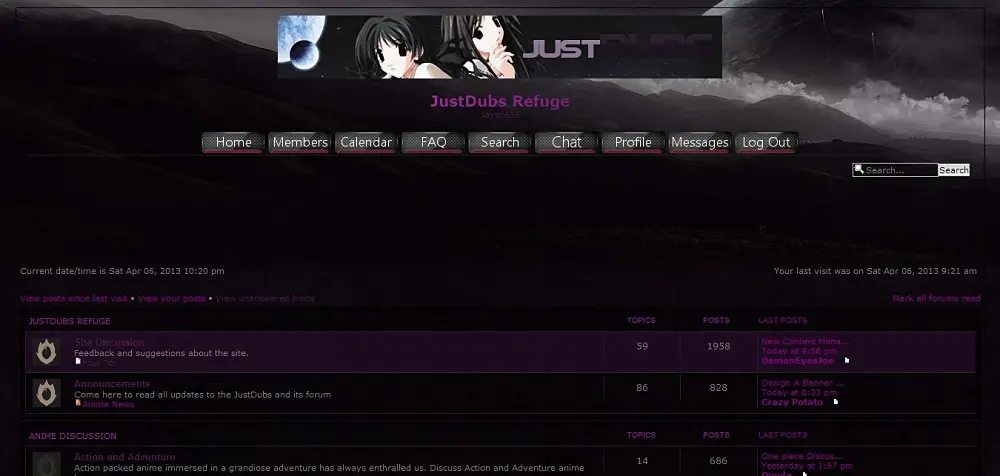 JUSTDUBS
JustDubs Refuge
Jaysp656
Home Members Calendar FAQ Search Chat Profile Messages Log Out
Search... Search
Current date/time is Sat Apr 06, 2013 10:20 pm Your last visit was on Sat Apr 06, 2013 9:21 am
View posts since last visit • View your posts • View unanswered posts Mark all forums read
JUSTDUBS REFUGE TOPICS POSTS LAST POSTS
Site Discussion
Feedback and suggestions about the site.
59 1958
New Content Mana...
Today at 9:58 pm
DemonEyesJoe
Announcements
Come here to read all updates to the JustDubs and its forum
Anime News
86 828
Design A Banner ...
Today at 8:33 pm
Crazy Potato
ANIME DISCUSSION TOPICS POSTS LAST POSTS
Action and Adventure
Action packed anime immersed in a grandiose adventure has always enthralled us. Discuss Action and Adventure anime
14 686
One piece Discus...
Yesterday at 1:57 pm